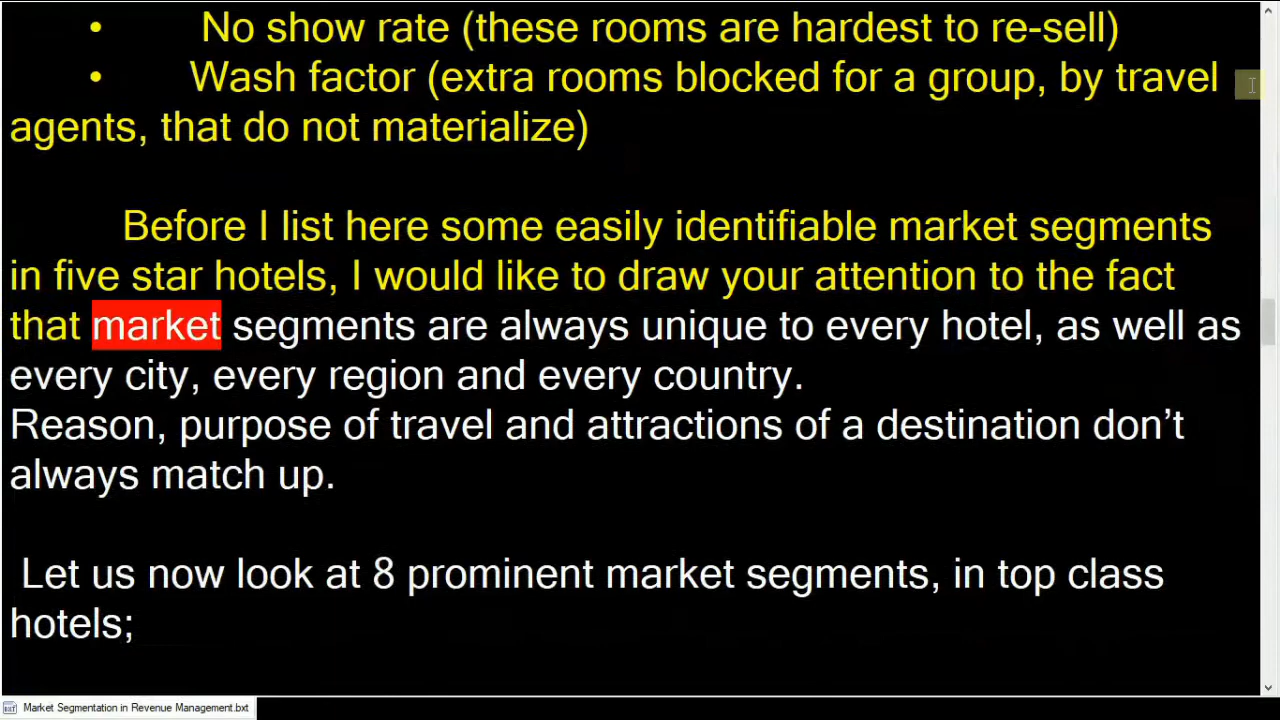 • No show rate (these rooms are hardest to re-sell)
• Wash factor (extra rooms blocked for a group, by travel
agents, that do not materialize)
Before I list here some easily identifiable market segments
in five star hotels, I would like to draw your attention to the fact
that market segments are always unique to every hotel, as well as
every city, every region and every country.
Reason, purpose of travel and attractions of a destination don’t
always match up.
Let us now look at 8 prominent market segments, in top class
hotels;
Market Segmentation in Revenue Management.bxt